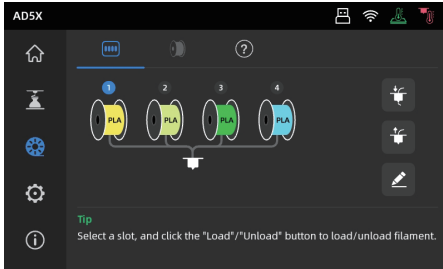 AD5X
?
1 2 3 4
PLA PLA PLA PLA
Tip
Select a slot, and click the "Load"/"Unload" button to load/unload filament.